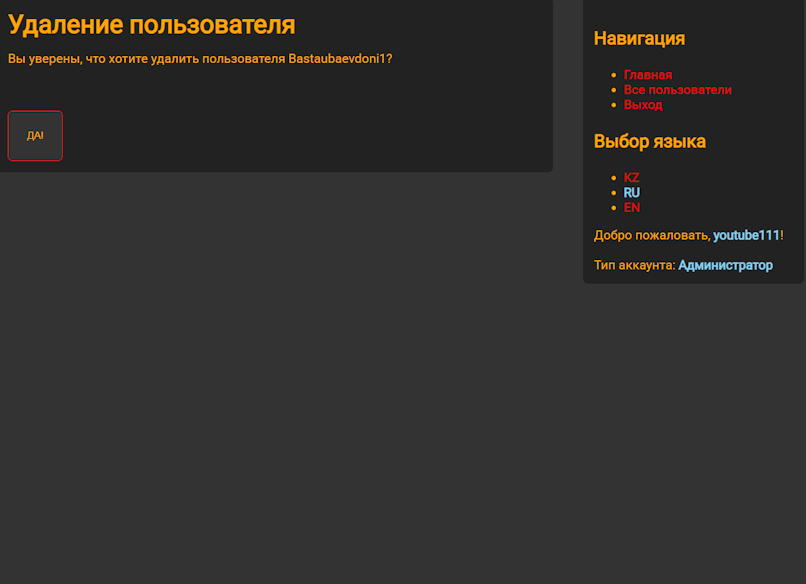 Удаление пользователя
Вы уверены, что хотите удалить пользователя Bastaubaevdoni1?
ДА!
Навигация
Главная
Все пользователи
Выход
Выбор языка
KZ
RU
EN
Добро пожаловать, youtube111!
Тип аккаунта: Администратор